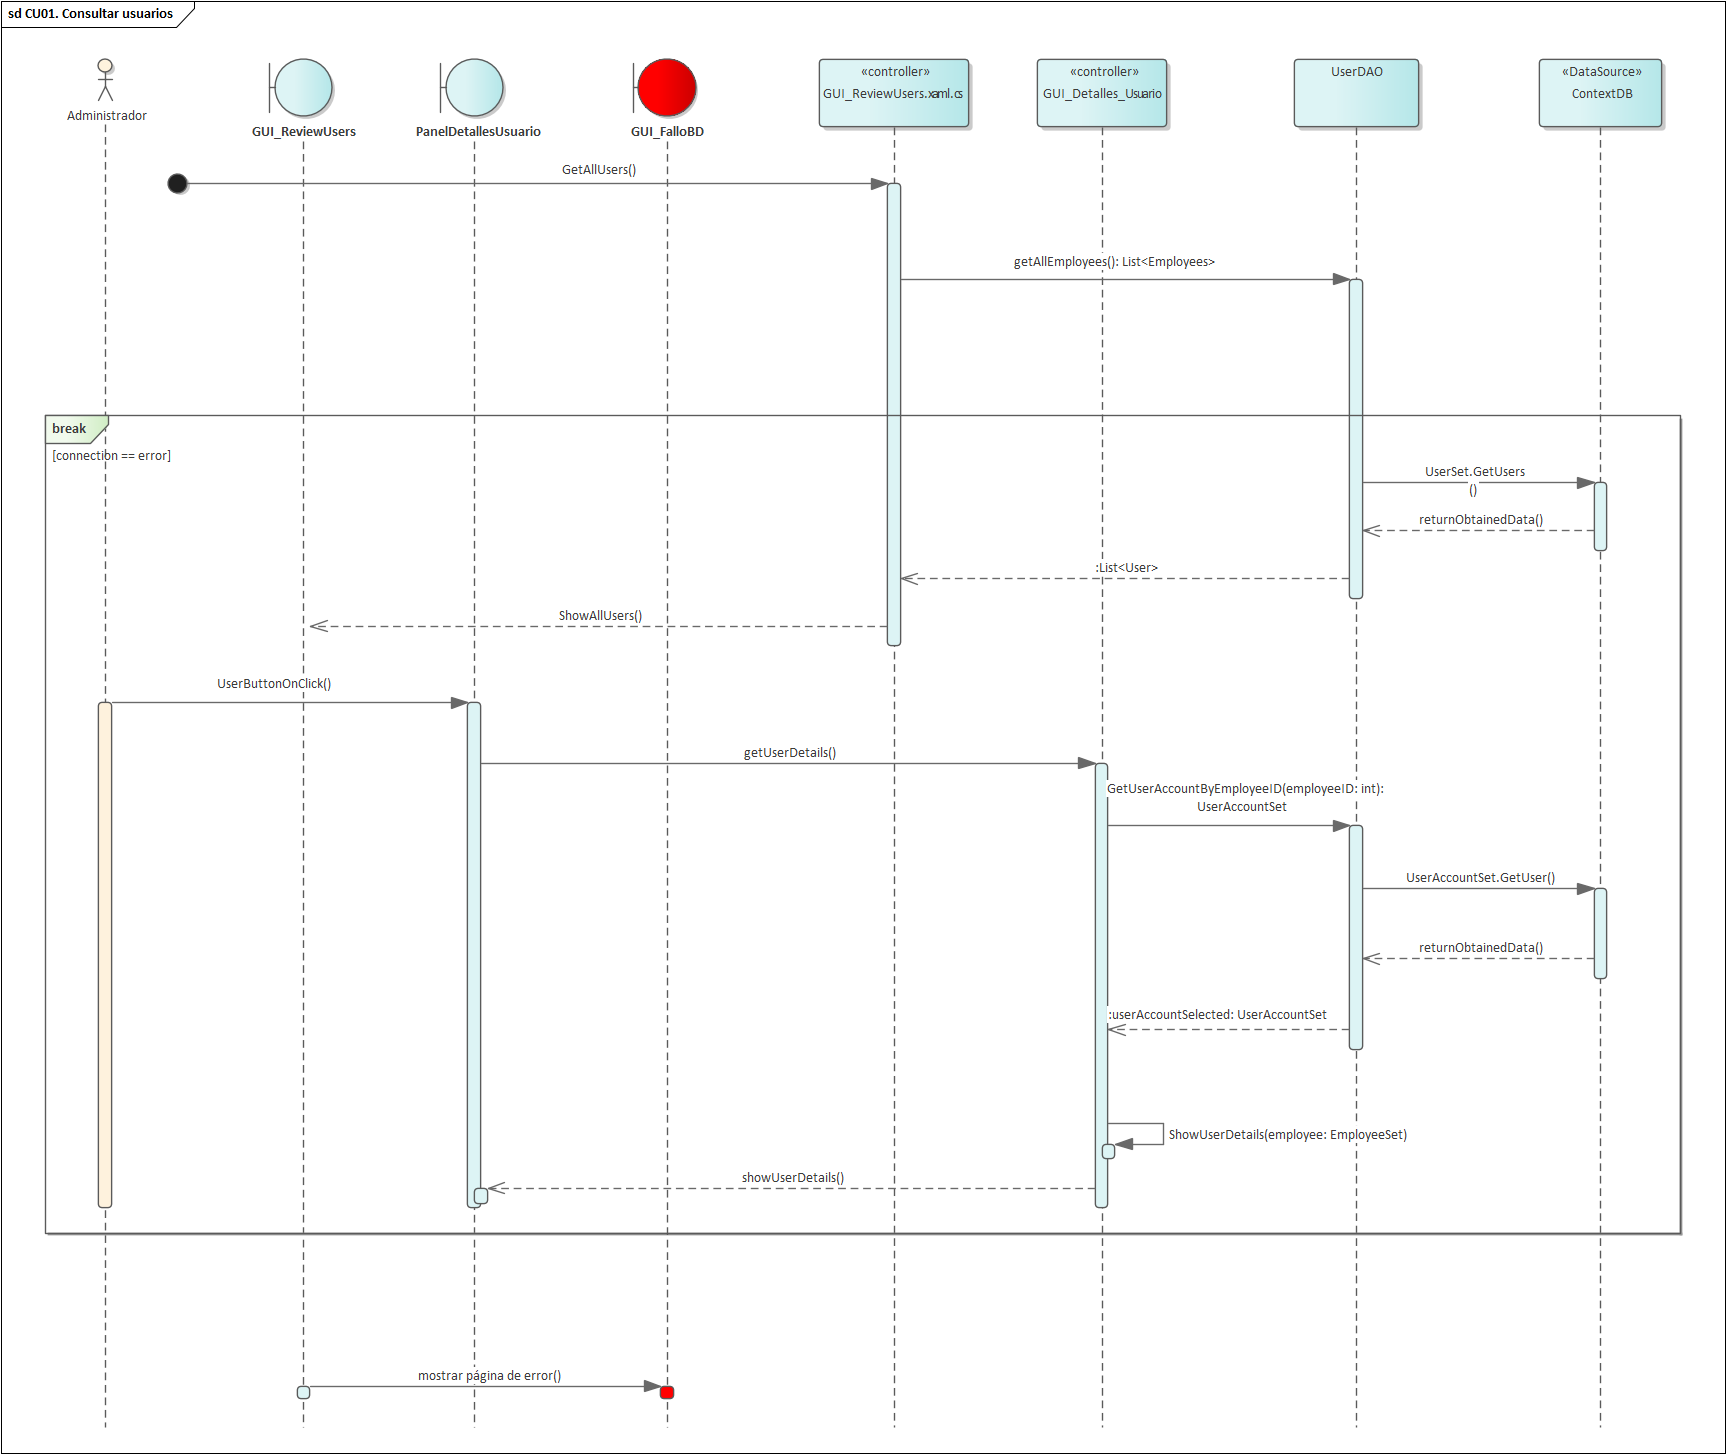 sd CU01. Consultar usuarios
Administrador
GUI_ReviewUsers
PanelDetallesUsuario
GUI_FalloBD
«controller»
GUI_ReviewUsers.xaml.cs
«controller»
GUI_Detalles_Usuario
UserDAO
«DataSource»
ContextDB
GetAllUsers()
getAllEmployees(): List<Employees>
break
[connection == error]
UserSet.GetUsers
()
returnObtainedData()
:List<User>
ShowAllUsers()
UserButtonOnClick()
getUserDetails()
GetUserAccountByEmployeeID(employeeID: int):
UserAccountSet
UserAccountSet.GetUser()
returnObtainedData()
:userAccountSelected: UserAccountSet
ShowUserDetails(employee: EmployeeSet)
showUserDetails()
mostrar página de error()